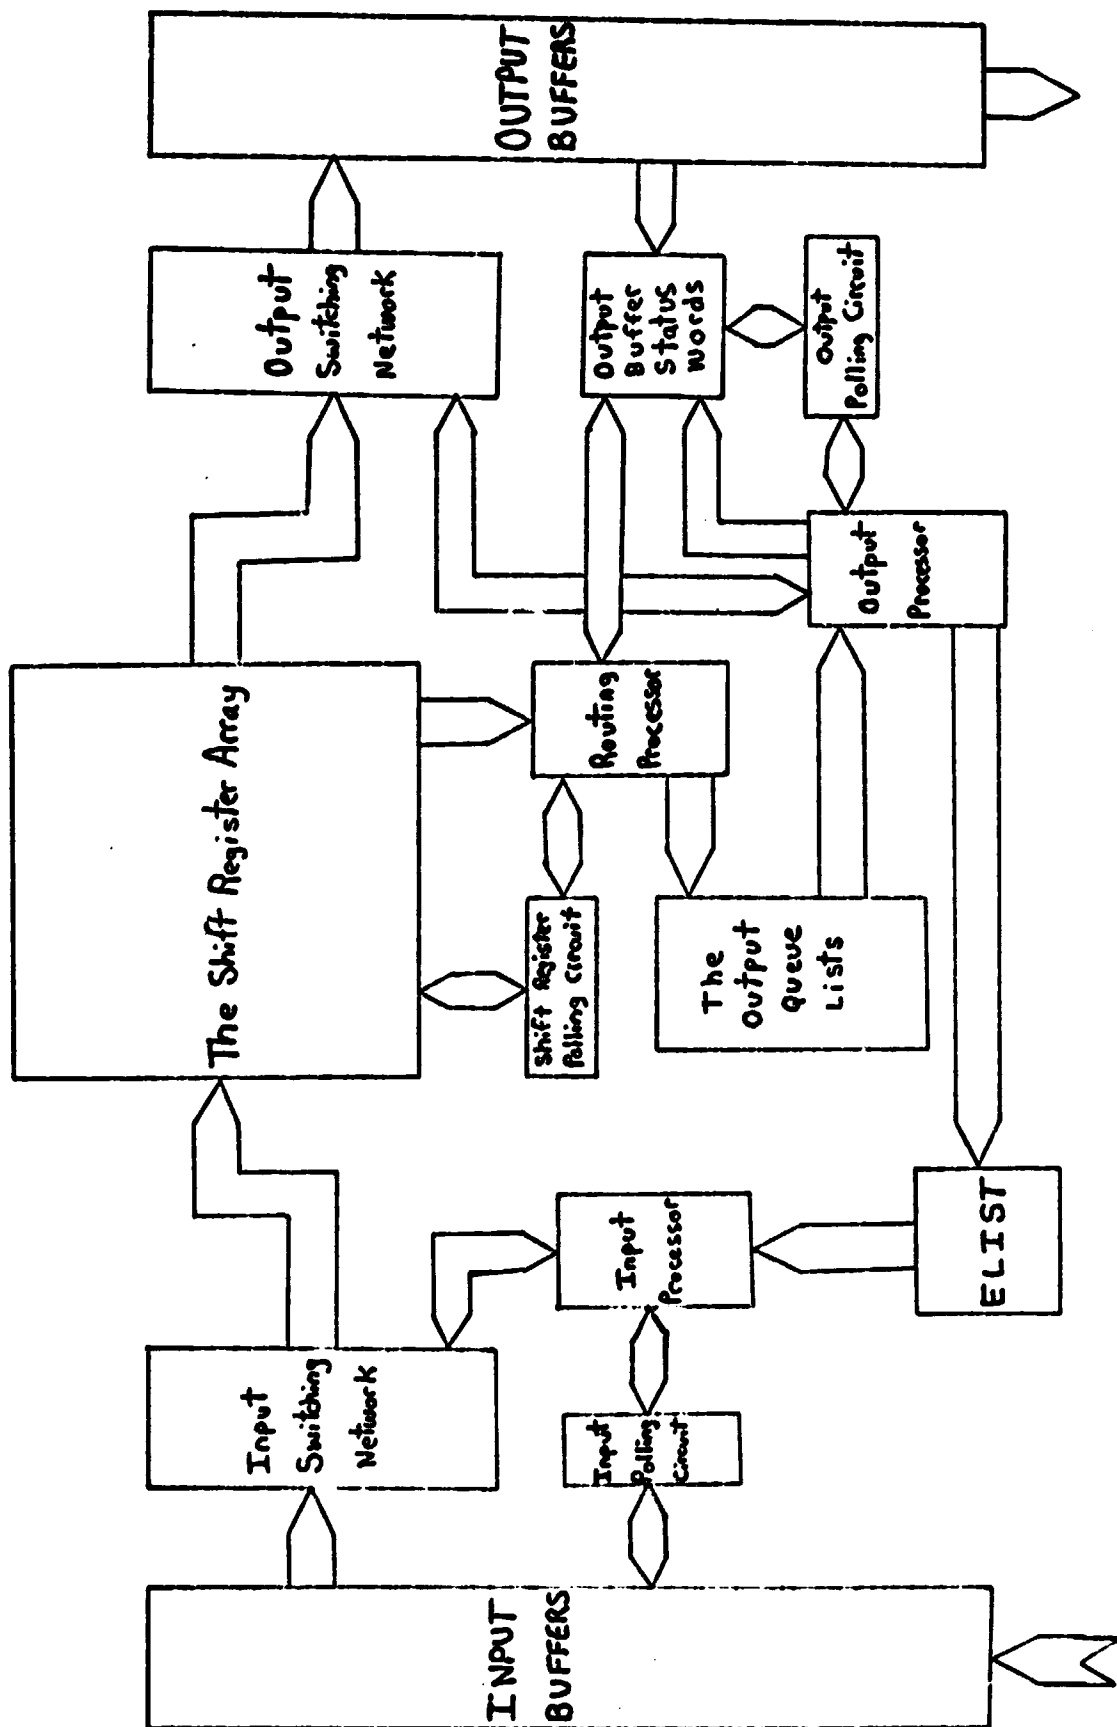 INPUT
BUFFERS
Input
Switching
Network
Input
Polling
Circuit
Input
Processor
ELIST
The Shift Register Array
Shift Register
Polling Circuit
The
Output
Queue
Lists
Routing
Processor
Output
Processor
Output
Switching
Network
Output
Buffer
Status
Words
Output
Polling Circuit
OUTPUT
BUFFERS